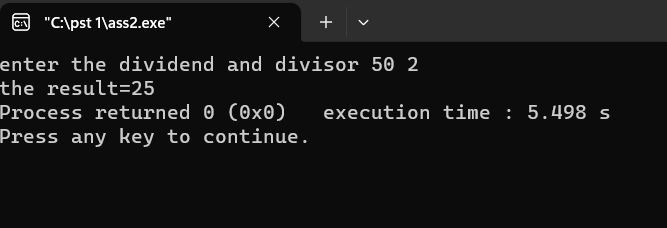 "C:\pst 1\ass2.exe"
enter the dividend and divisor 50 2
the result=25
Process returned 0 (0x0)   execution time : 5.498 s
Press any key to continue.